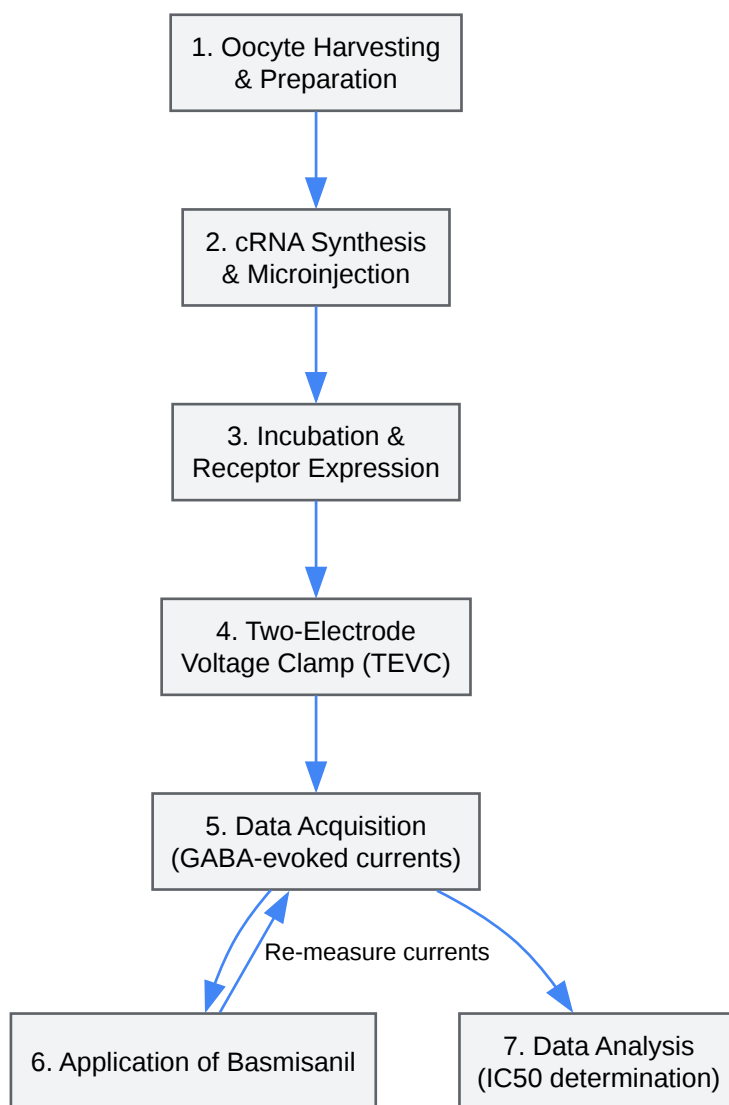 1. Oocyte Harvesting
& Preparation
2. cRNA Synthesis
& Microinjection
3. Incubation &
Receptor Expression
4. Two-Electrode
Voltage Clamp (TEVC)
5. Data Acquisition
(GABA-evoked currents)
Re-measure currents
6. Application of Basmisanil
7. Data Analysis
(IC50 determination)